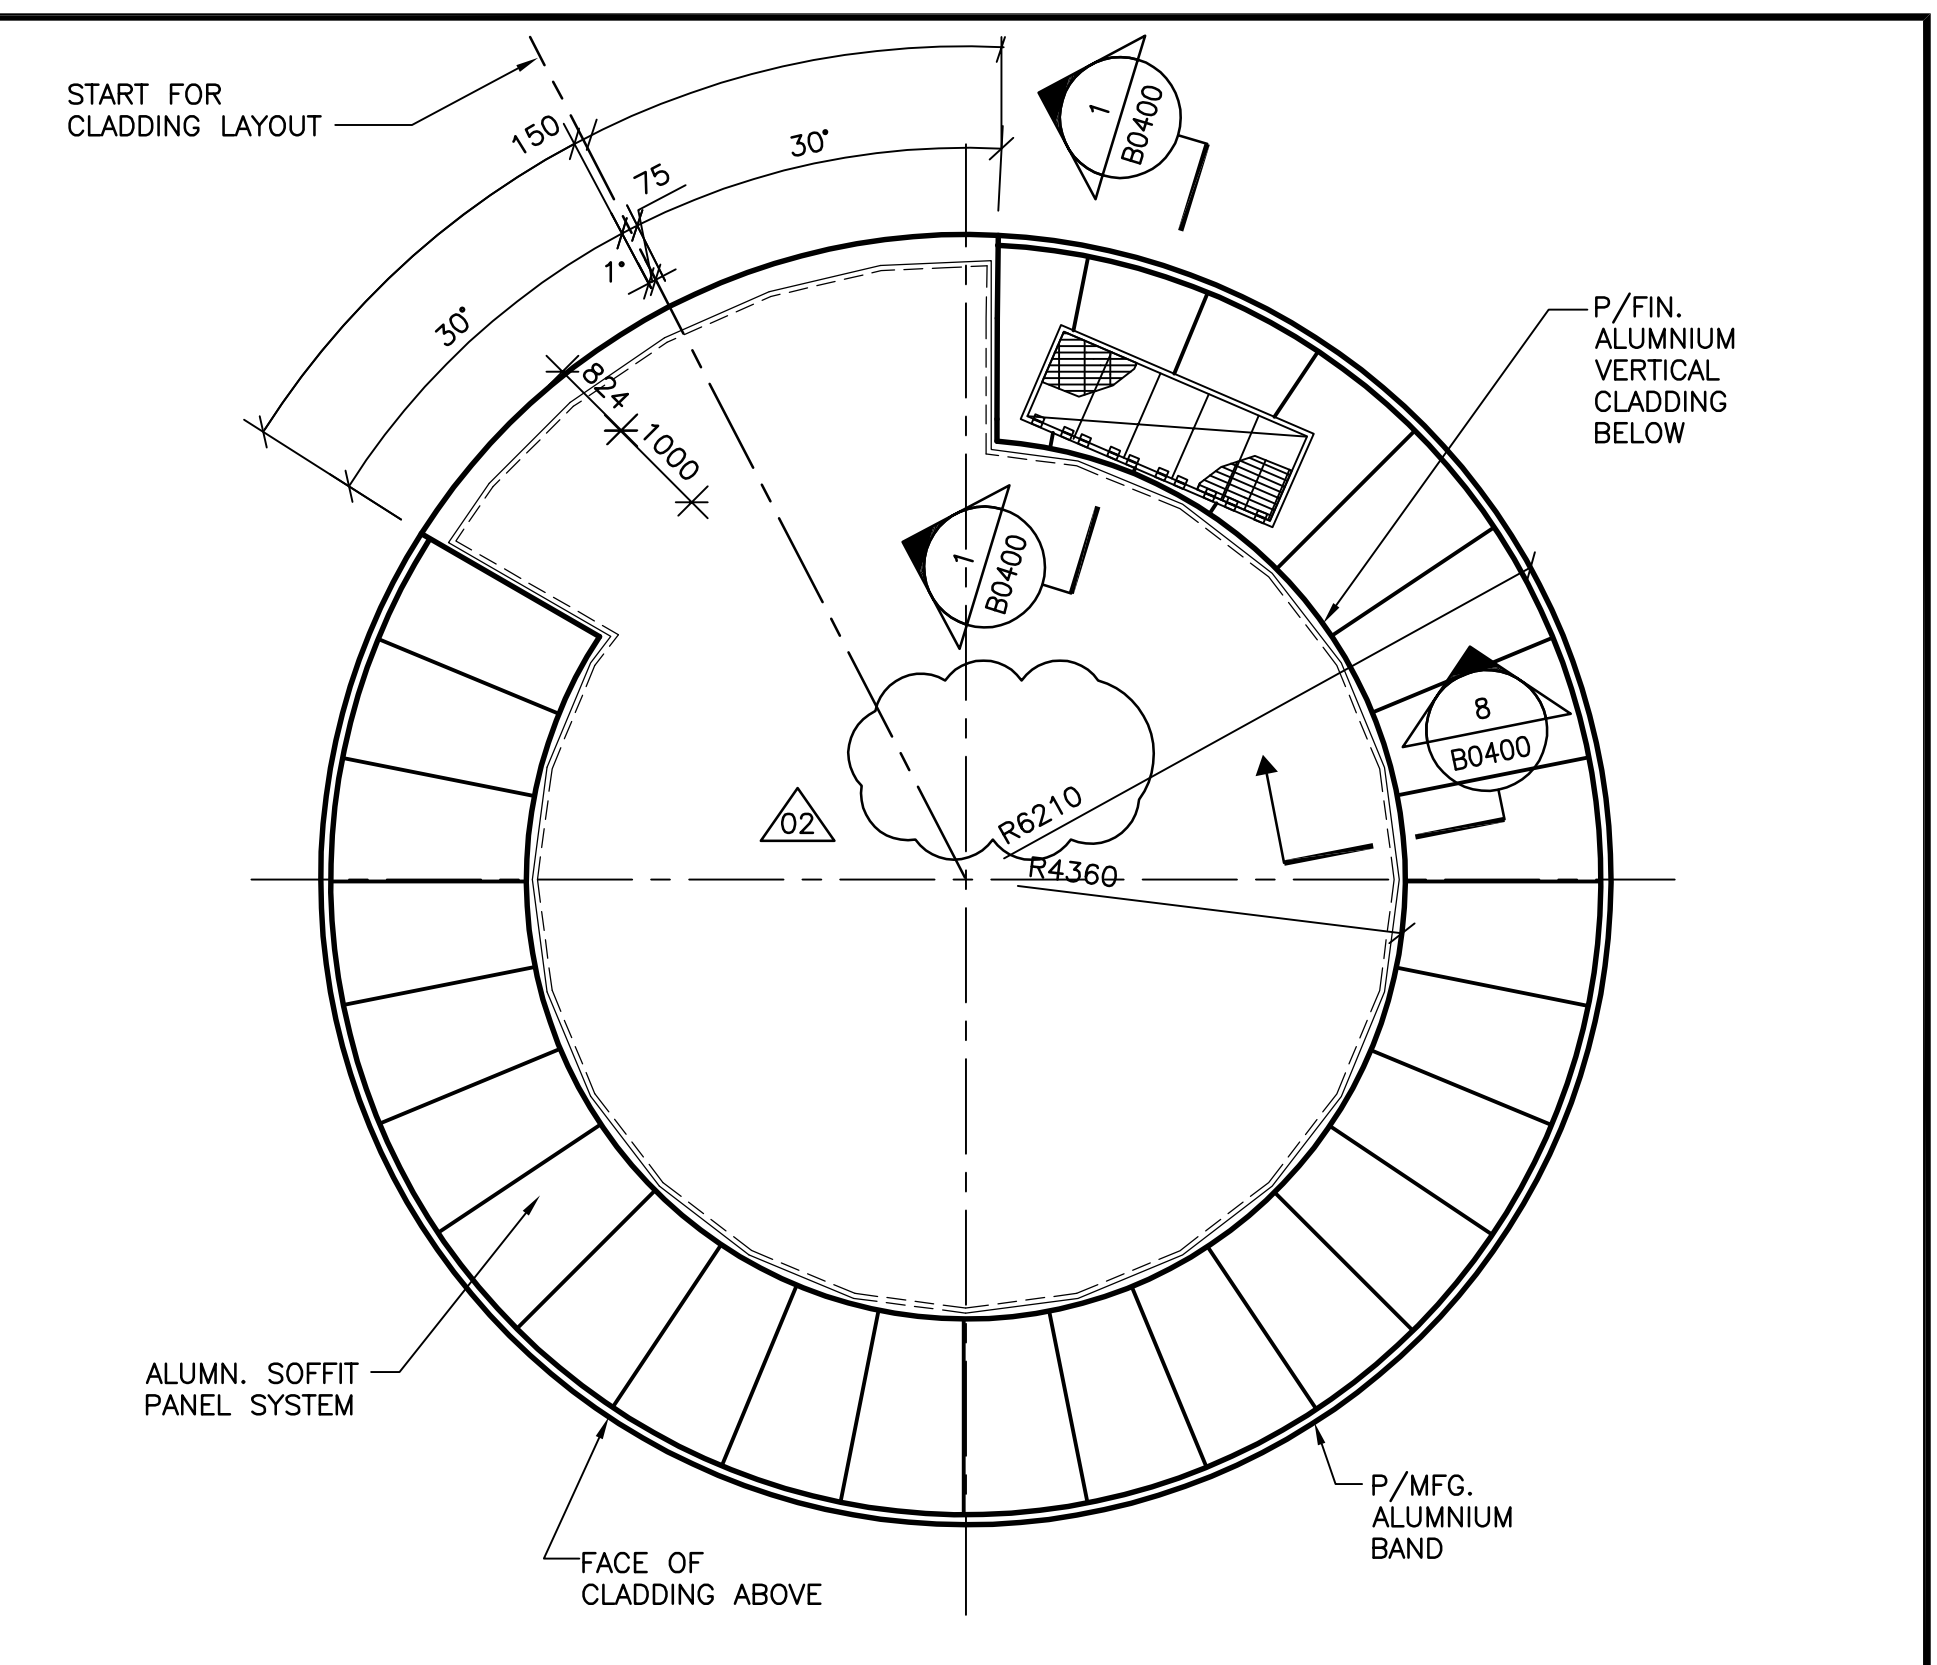 START FOR
CLADDING LAYOUT
150
75
30°
1°
30°
824
1000
1
B0400
P/FIN.
ALUMNIUM
VERTICAL
CLADDING
BELOW
1
B0400
8
B0400
02
R6210
R4360
ALUMN. SOFFIT
PANEL SYSTEM
P/MFG.
ALUMNIUM
BAND
FACE OF
CLADDING ABOVE